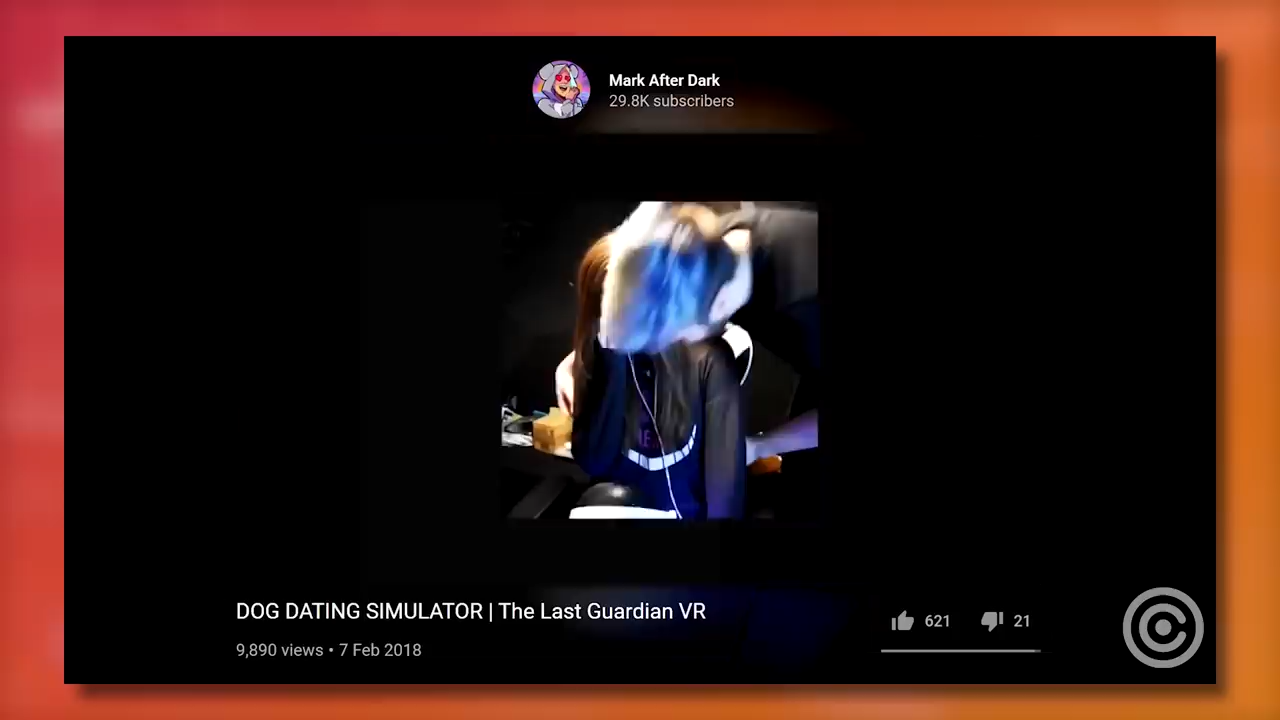 Mark After Dark
29.8K subscribers
DOG DATING SIMULATOR | The Last Guardian VR
621
21
9,890 views • 7 Feb 2018